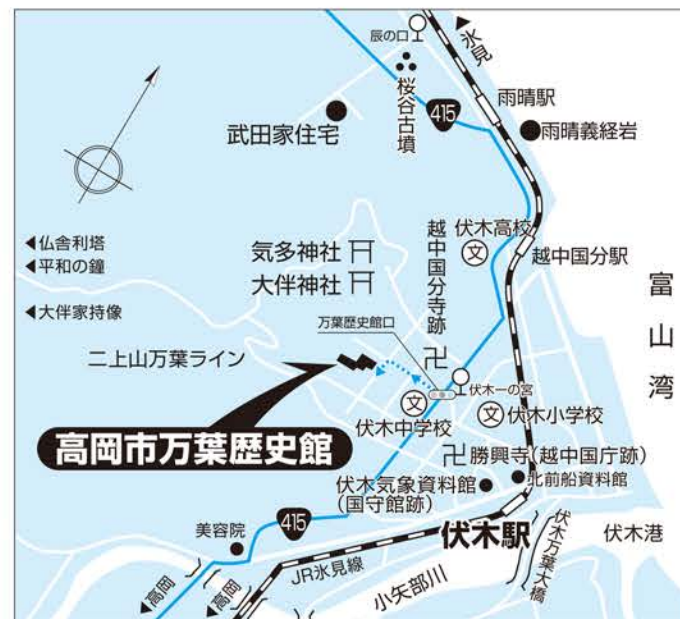 辰の口
氷見
桜谷古墳
415
雨晴駅
雨晴義経岩
武田家住宅
伏木高校
文
越中国分駅
越中国分寺跡
仏舎利塔
平和の鐘
大伴家持像
気多神社
大伴神社
富山湾
万葉歴史館口
二上山万葉ライン
伏木一の宮
文
伏木中学校
文
伏木小学校
高岡市万葉歴史館
勝興寺(越中国庁跡)
北前船資料館
伏木気象資料館
(国守館跡)
415
美容院
伏木駅
伏木港
伏木万葉大橋
JR氷見線
小矢部川
高岡
高岡